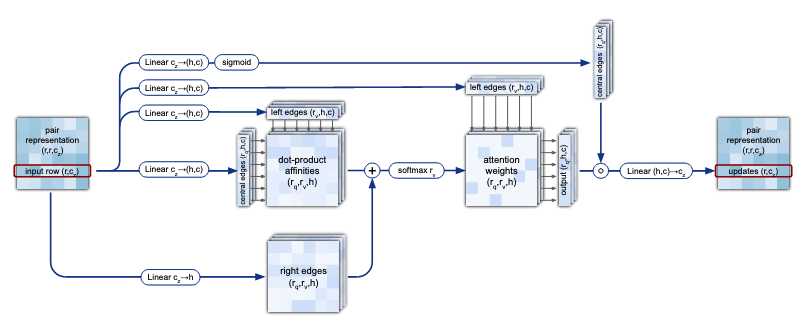 pair
representation
(r,r,c_z)
input row (r,c_z)
Linear c_z→(h,c)
sigmoid
Linear c_z→(h,c)
Linear c_z→(h,c)
Linear c_z→(h,c)
Linear c_z→h
left edges (r_v,h,c)
central edges (r_q,h,c)
dot-product
affinities
(r_q,r_v,h)
right edges
(r_q,r_v,h)
+
softmax r_v
left edges (r_v,h,c)
attention
weights
(r_q,r_v,h)
output (r_q,h,c)
central edges (r_q,h,c)
Linear (h,c)→c_z
pair
representation
(r,r,c_z)
updates (r,c_z)